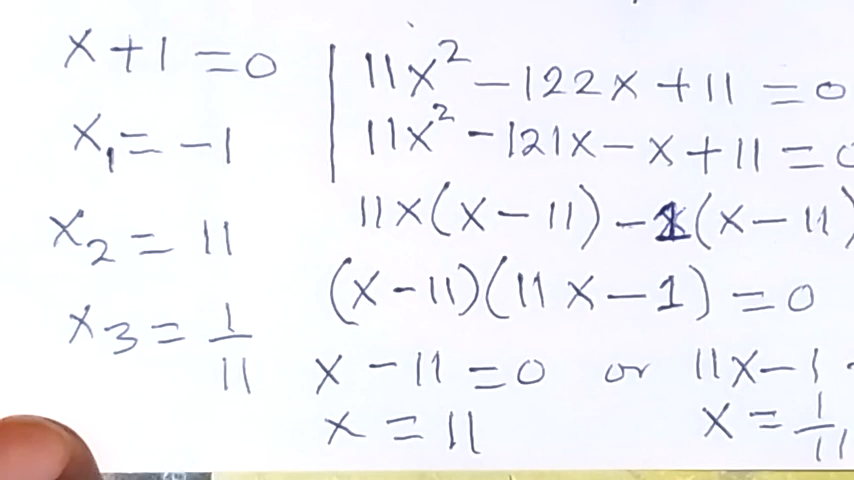 x + 1 = 0
x₁ = -1
x₂ = 11
x₃ = 1/11
11x² - 122x + 11 = 0
11x² - 121x - x + 11 = 0
11x(x - 11) - 1(x - 11)
(x - 11)(11x - 1) = 0
x - 11 = 0 or 11x - 1
x = 11 x = 1/11